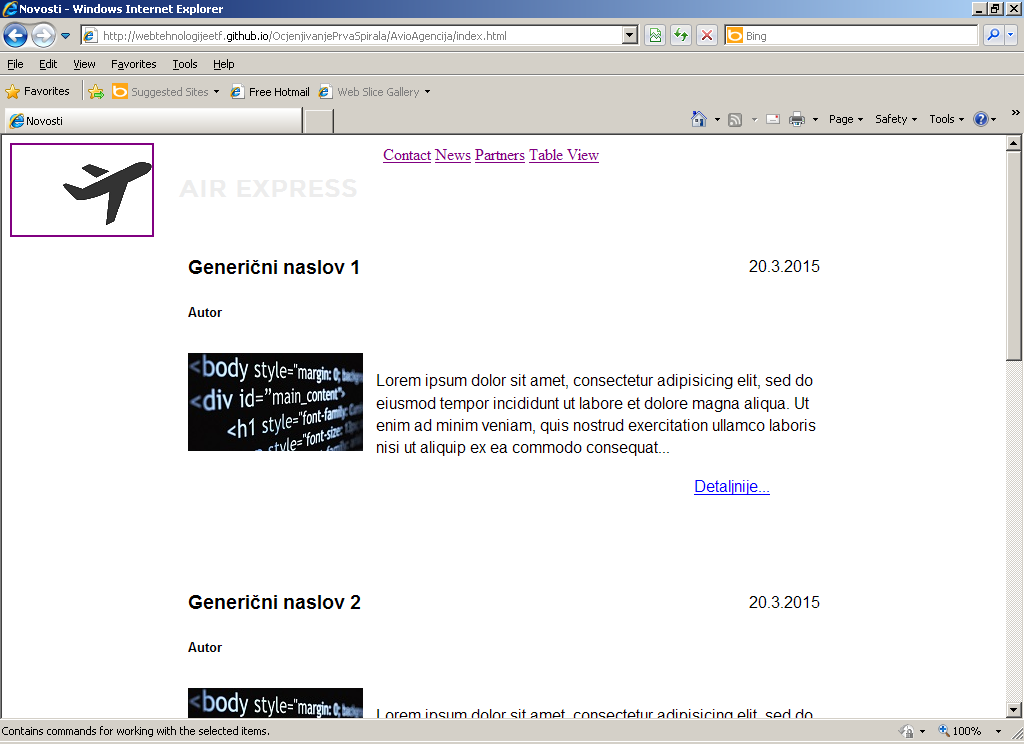 Novosti - Windows Internet Explorer
http://webtehnologijeetf.github.io/OcjenjivanjePrvaSpirala/AvioAgencija/index.html
Bing
File Edit View Favorites Tools Help
Favorites Suggested Sites Free Hotmail Web Slice Gallery
Novosti
Page Safety Tools »
Contact News Partners Table View
AIR EXPRESS
Generični naslov 1 20.3.2015
Autor
<body style="margin: 0;
<div id="main_content">
<h1 style="font-family:
style="font-size:
Lorem ipsum dolor sit amet, consectetur adipisicing elit, sed do
eiusmod tempor incididunt ut labore et dolore magna aliqua. Ut
enim ad minim veniam, quis nostrud exercitation ullamco laboris
nisi ut aliquip ex ea commodo consequat...
Detaljnije...
Generični naslov 2 20.3.2015
Autor
<body style="margin: 0;
Lorem ipsum dolor sit amet, consectetur adipisicing elit, sed do
Contains commands for working with the selected items. 100%